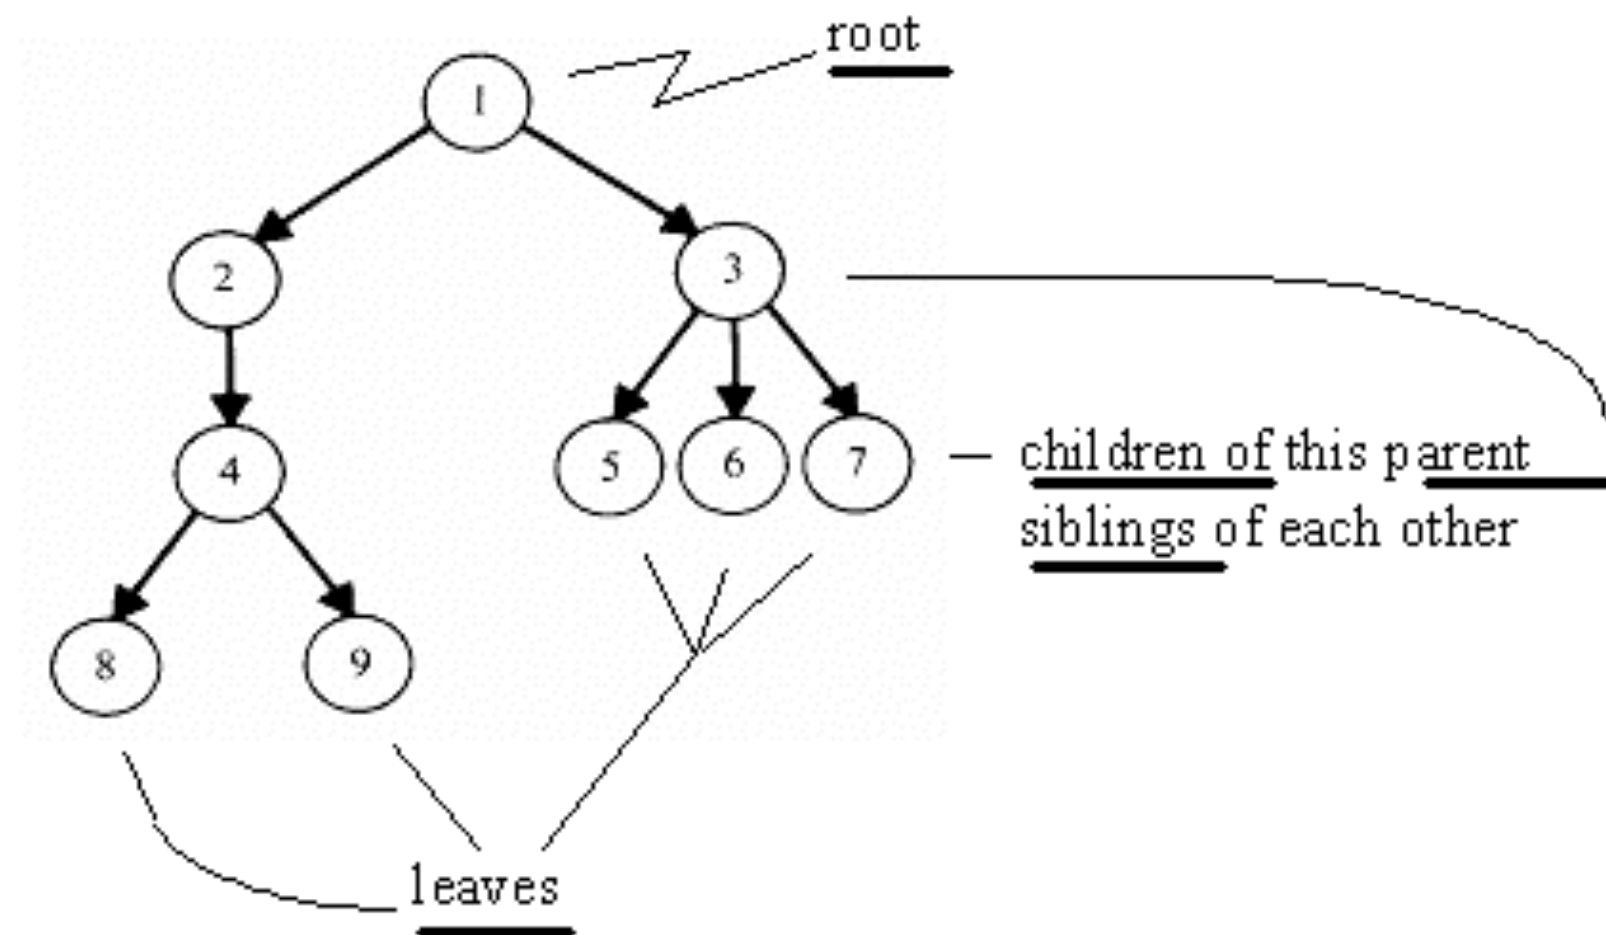 root
1
2
3
children of this parent
4
5
6
7
siblings of each other
8
9
leaves